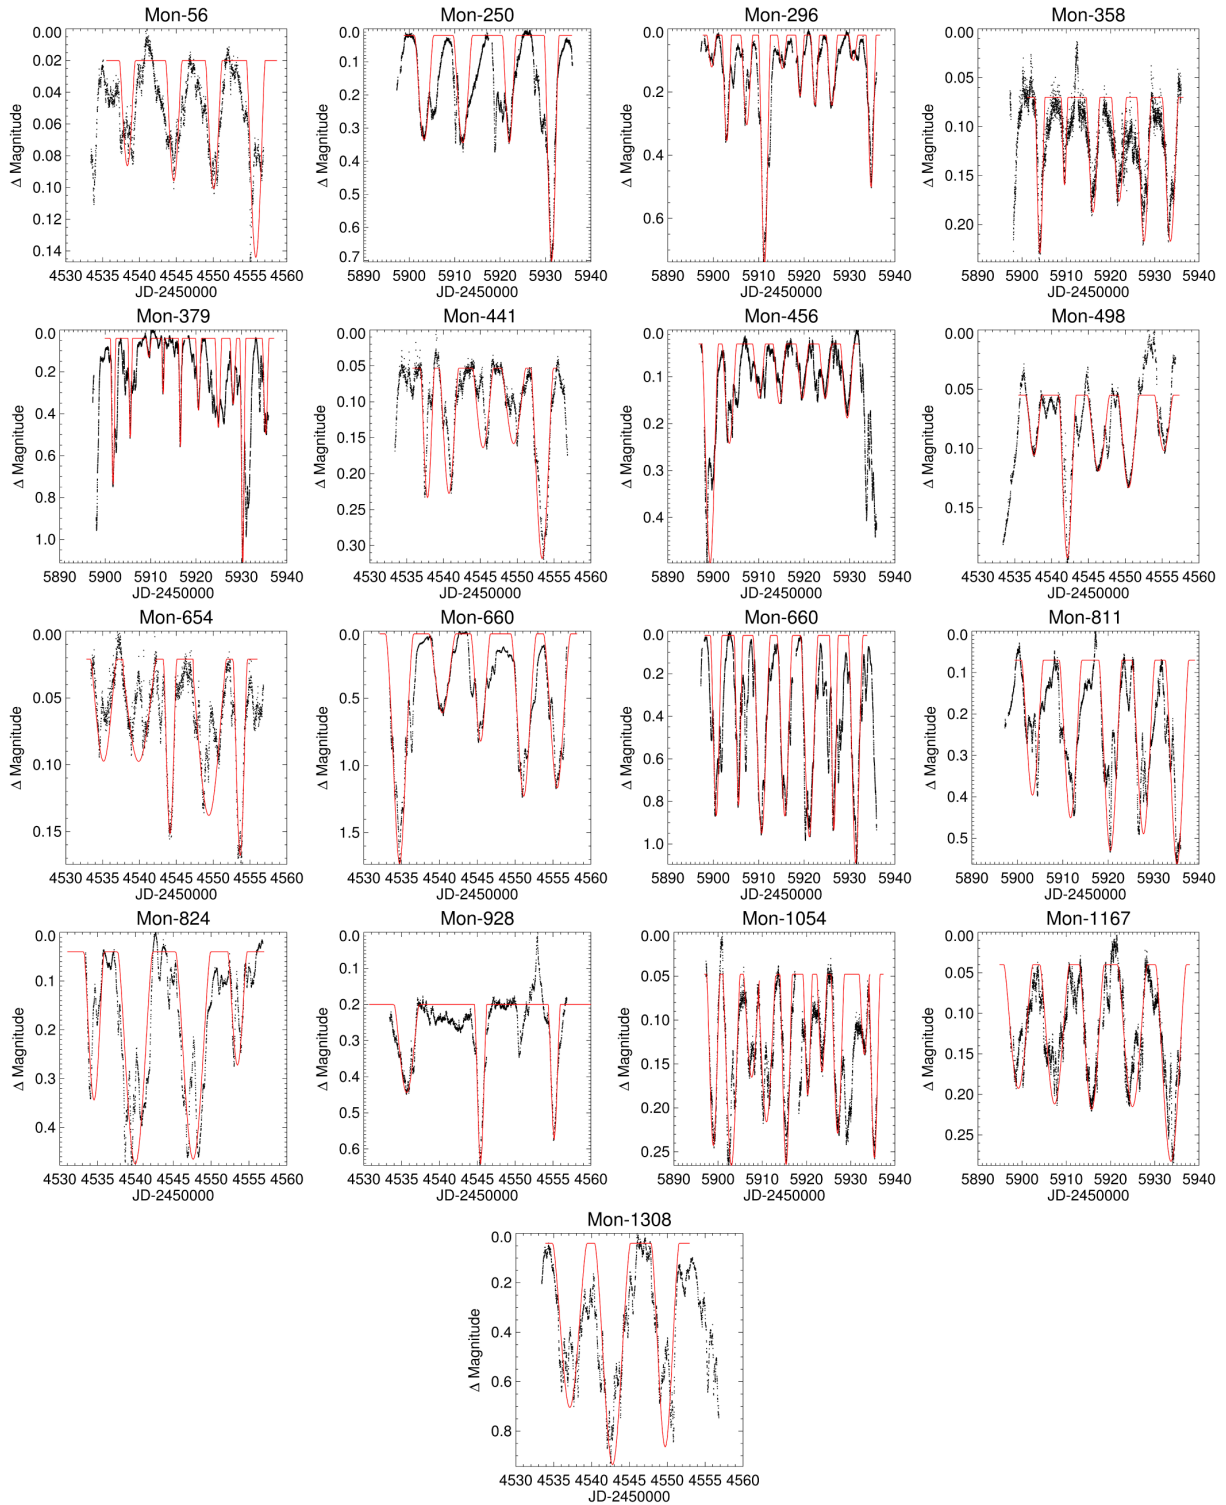 Mon-56 Mon-250 Mon-296 Mon-358
Δ Magnitude 0.00 0.02 0.04 0.06 0.08 0.10 0.12 0.14
4530 4535 4540 4545 4550 4555 4560
JD-2450000
Δ Magnitude 0.0 0.1 0.2 0.3 0.4 0.5 0.6 0.7
5890 5900 5910 5920 5930 5940
JD-2450000
Δ Magnitude 0.0 0.2 0.4 0.6
5890 5900 5910 5920 5930 5940
JD-2450000
Δ Magnitude 0.00 0.05 0.10 0.15 0.20
5890 5900 5910 5920 5930 5940
JD-2450000
Mon-379 Mon-441 Mon-456 Mon-498
Δ Magnitude 0.0 0.2 0.4 0.6 0.8 1.0
5890 5900 5910 5920 5930 5940
JD-2450000
Δ Magnitude 0.00 0.05 0.10 0.15 0.20 0.25 0.30
4530 4535 4540 4545 4550 4555 4560
JD-2450000
Δ Magnitude 0.0 0.1 0.2 0.3 0.4
5890 5900 5910 5920 5930 5940
JD-2450000
Δ Magnitude 0.00 0.05 0.10 0.15
4530 4535 4540 4545 4550 4555 4560
JD-2450000
Mon-654 Mon-660 Mon-660 Mon-811
Δ Magnitude 0.00 0.05 0.10 0.15
4530 4535 4540 4545 4550 4555 4560
JD-2450000
Δ Magnitude 0.0 0.5 1.0 1.5
4530 4535 4540 4545 4550 4555 4560
JD-2450000
Δ Magnitude 0.0 0.2 0.4 0.6 0.8 1.0
5890 5900 5910 5920 5930 5940
JD-2450000
Δ Magnitude 0.0 0.1 0.2 0.3 0.4 0.5
5890 5900 5910 5920 5930 5940
JD-2450000
Mon-824 Mon-928 Mon-1054 Mon-1167
Δ Magnitude 0.0 0.1 0.2 0.3 0.4
4530 4535 4540 4545 4550 4555 4560
JD-2450000
Δ Magnitude 0.0 0.1 0.2 0.3 0.4 0.5 0.6
4530 4535 4540 4545 4550 4555 4560
JD-2450000
Δ Magnitude 0.00 0.05 0.10 0.15 0.20 0.25
5890 5900 5910 5920 5930 5940
JD-2450000
Δ Magnitude 0.00 0.05 0.10 0.15 0.20 0.25
5890 5900 5910 5920 5930 5940
JD-2450000
Mon-1308
Δ Magnitude 0.0 0.2 0.4 0.6 0.8
4530 4535 4540 4545 4550 4555 4560
JD-2450000